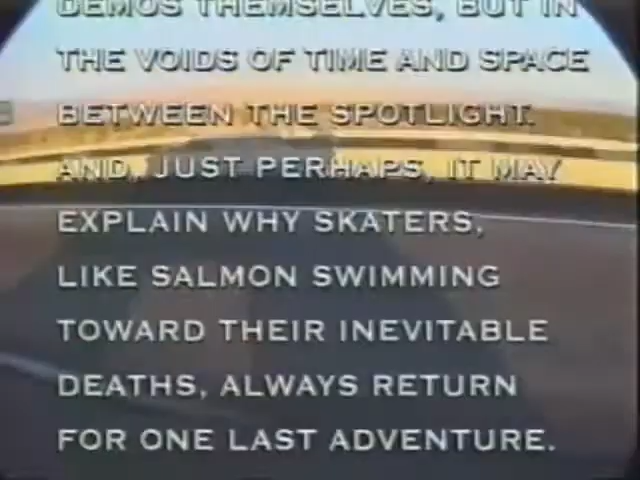 DEMOS THEMSELVES, BUT IN
THE VOIDS OF TIME AND SPACE
BETWEEN THE SPOTLIGHT.
AND, JUST PERHAPS, IT MAY
EXPLAIN WHY SKATERS,
LIKE SALMON SWIMMING
TOWARD THEIR INEVITABLE
DEATHS, ALWAYS RETURN
FOR ONE LAST ADVENTURE.